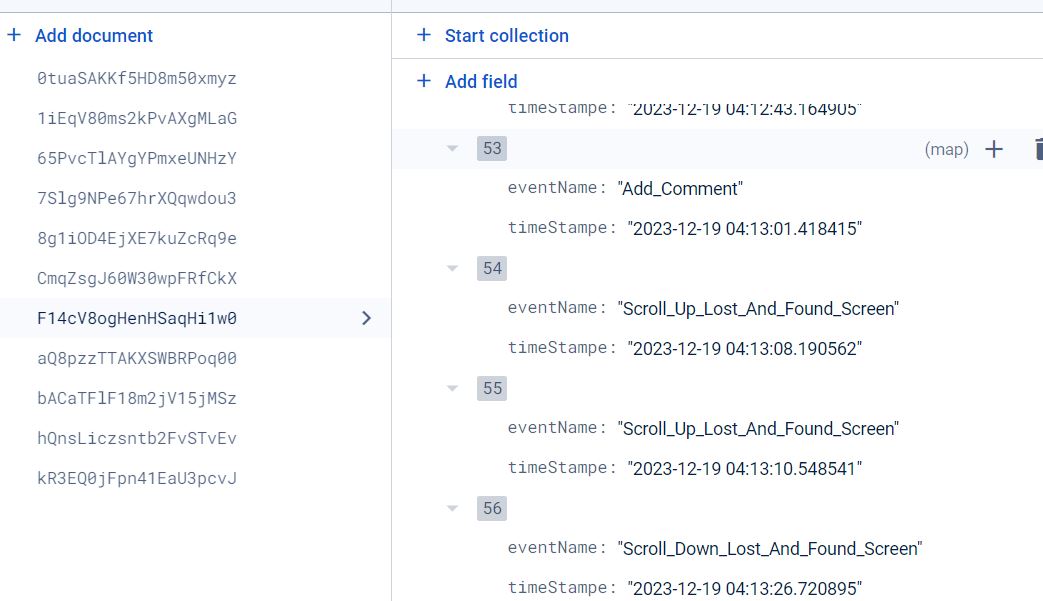 + Add document
0tuaSAKKf5HD8m50xmyz
1iEqV80ms2kPvAXgMLaG
65PvcTlAYgYPmxeUNHzY
7Slg9NPe67hrXQqwdou3
8g1iOD4EjXE7kuZcRq9e
CmqZsgJ60W30wpFRfCkX
F14cV8ogHenHSaqHi1w0
aQ8pzzTTAKXSWBRPoq00
bACaTFlF18m2jV15jMSz
hQnsLiczsntb2FvSTvEv
kR3EQ0jFpn41EaU3pcvJ
+ Start collection
+ Add field
timeStampe: "2023-12-19 04:12:43.164905"
53 (map) +
eventName: "Add_Comment"
timeStampe: "2023-12-19 04:13:01.418415"
54
eventName: "Scroll_Up_Lost_And_Found_Screen"
timeStampe: "2023-12-19 04:13:08.190562"
55
eventName: "Scroll_Up_Lost_And_Found_Screen"
timeStampe: "2023-12-19 04:13:10.548541"
56
eventName: "Scroll_Down_Lost_And_Found_Screen"
timeStampe: "2023-12-19 04:13:26.720895"